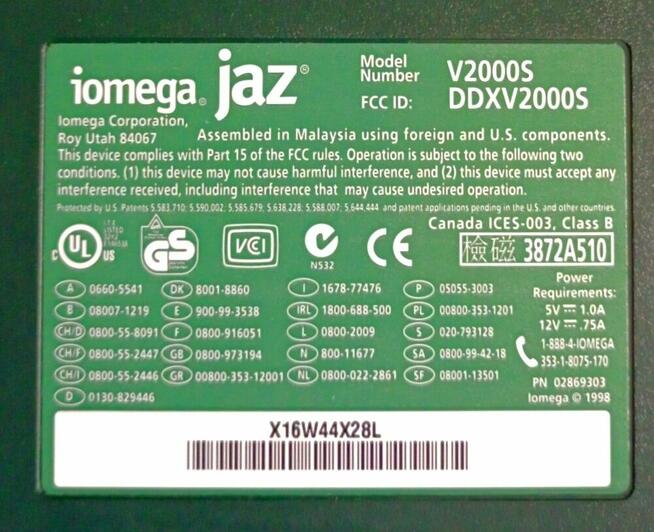 iomega® jaz®
Model Number V2000S
FCC ID: DDXV2000S
Iomega Corporation,
Roy Utah 84067
Assembled in Malaysia using foreign and U.S. components.
This device complies with Part 15 of the FCC rules. Operation is subject to the following two
conditions. (1) this device may not cause harmful interference, and (2) this device must accept any
interference received, including interference that may cause undesired operation.
Protected by U.S. Patents 5,583,710; 5,590,002; 5,585,679; 5,638,228; 5,588,007; 5,644,444 and patent applications pending in the U.S. and other countries
Canada ICES-003, Class B
C UL US LISTED
GS
VCI
N532
CE
檢磁 3872A510
A 0660-5541 DK 8001-8860 I 1678-77476 P 05055-3003
B 08007-1219 E 900-99-3538 IRL 1800-688-500 PL 00800-353-1201
CH/D 0800-55-8091 F 0800-916051 L 0800-2009 S 020-793128
CH/F 0800-55-2447 GB 0800-973194 N 800-11677 SA 0800-99-42-18
CH/I 0800-55-2446 GR 00800-353-12001 NL 0800-022-2861 SF 08001-13501
D 0130-829446
Power
Requirements:
5V ⎓ 1.0A
12V ⎓ .75A
1-888-4-IOMEGA
353-1-8075-170
PN 02869303
Iomega © 1998
X16W44X28L